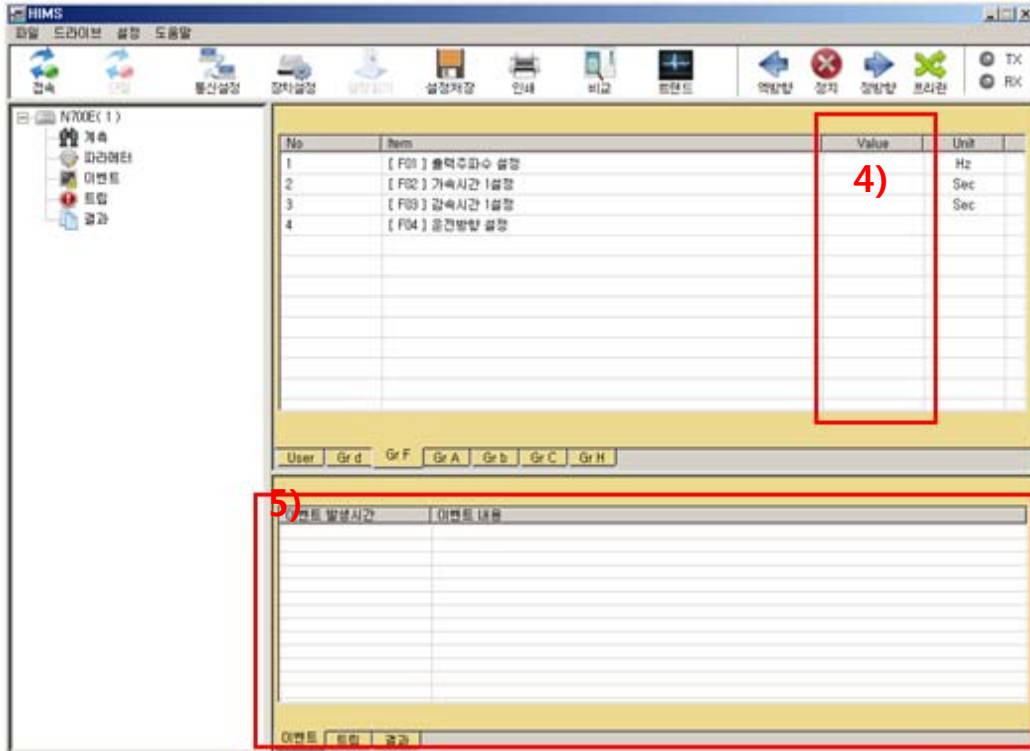 HIMS
파일 드라이브 설정 도움말
접속 단절 통신설정 장치설정 설정저장 인쇄 비교 트렌드 역방향 정지 정방향 프리런
TX
RX
N700E( 1 )
계측
파라메터
이벤트
트립
결과
No Item Value Unit
1 [ F01 ] 출력주파수 설정 Hz
2 [ F02 ] 가속시간 1설정 Sec
3 [ F03 ] 감속시간 1설정 Sec
4 [ F04 ] 운전방향 설정
4)
User Gr d Gr F Gr A Gr b Gr C Gr H
5)
이벤트 발생시간 이벤트 내용
이벤트 트립 결과